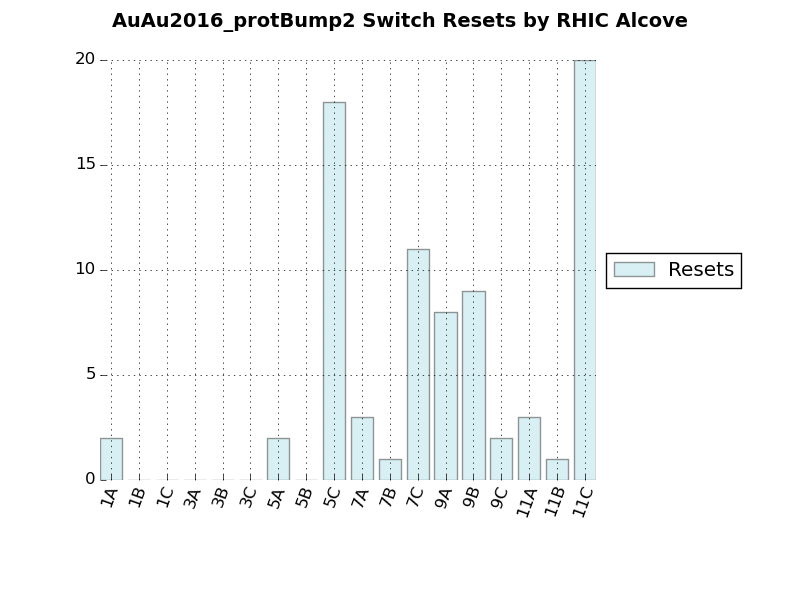 AuAu2016_protBump2 Switch Resets by RHIC Alcove
20
15
10
5
0
1A 1B 1C 3A 3B 3C 5A 5B 5C 7A 7B 7C 9A 9B 9C 11A 11B 11C
Resets